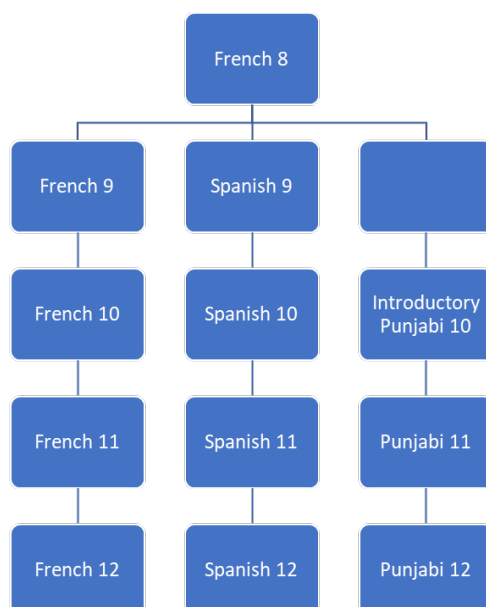 French 8
French 9
Spanish 9
French 10
Spanish 10
Introductory
Punjabi 10
French 11
Spanish 11
Punjabi 11
French 12
Spanish 12
Punjabi 12